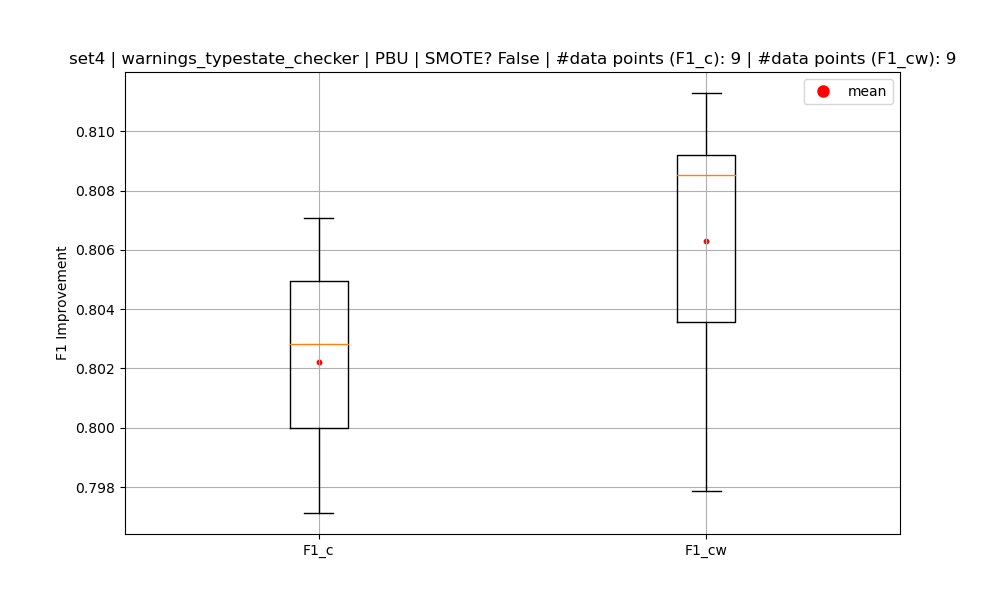 set4 | warnings_typestate_checker | PBU | SMOTE? False | #data points (F1_c): 9 | #data points (F1_cw): 9
mean
0.810
0.808
0.806
0.804
0.802
0.800
0.798
F1 Improvement
F1_c
F1_cw